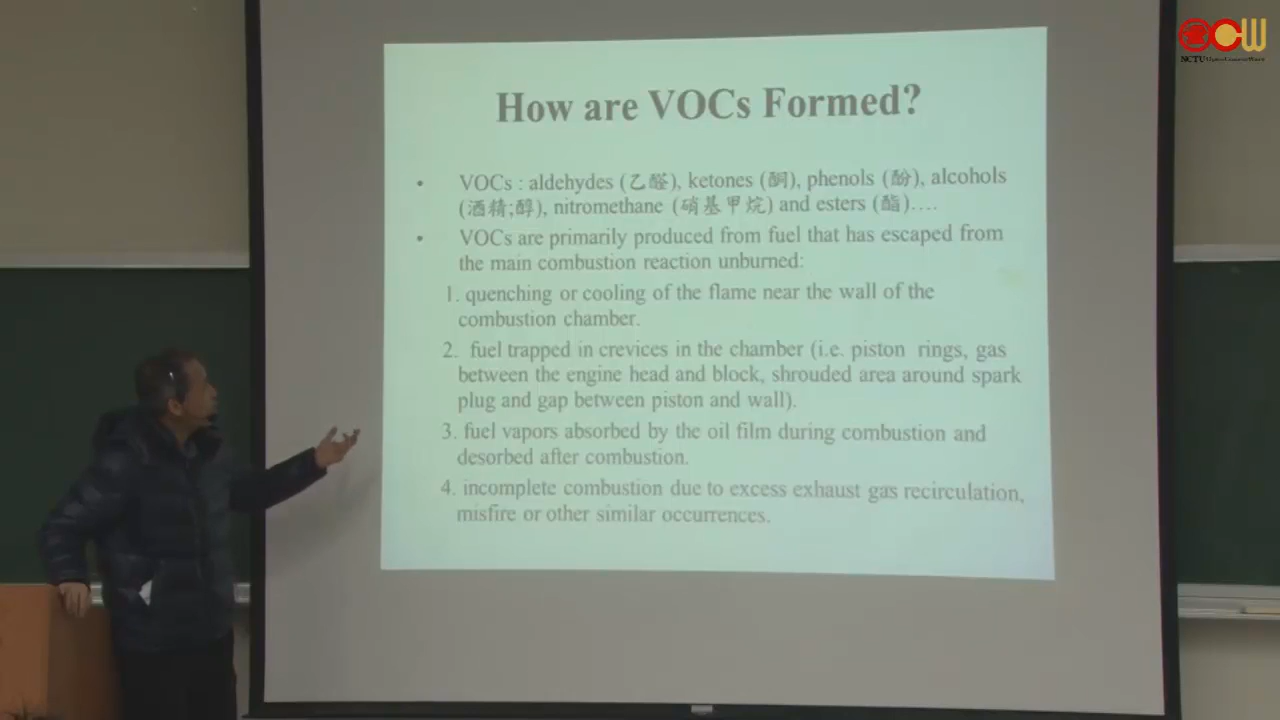 How are VOCs Formed?
• VOCs : aldehydes (乙醛), ketones (酮), phenols (酚), alcohols
(酒精;醇), nitromethane (硝基甲烷) and esters (酯)….
• VOCs are primarily produced from fuel that has escaped from
the main combustion reaction unburned:
1. quenching or cooling of the flame near the wall of the
combustion chamber.
2. fuel trapped in crevices in the chamber (i.e. piston rings, gas
between the engine head and block, shrouded area around spark
plug and gap between piston and wall).
3. fuel vapors absorbed by the oil film during combustion and
desorbed after combustion.
4. incomplete combustion due to excess exhaust gas recirculation,
misfire or other similar occurrences.
OCW
NCTU OpenCourseWare